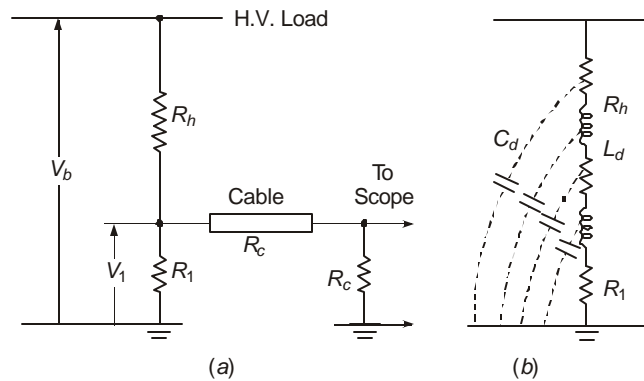 H.V. Load
R_h
V_b
To
Scope
Cable
R_c
V_1
R_1
R_c
(a)
C_d
R_h
L_d
R_1
(b)